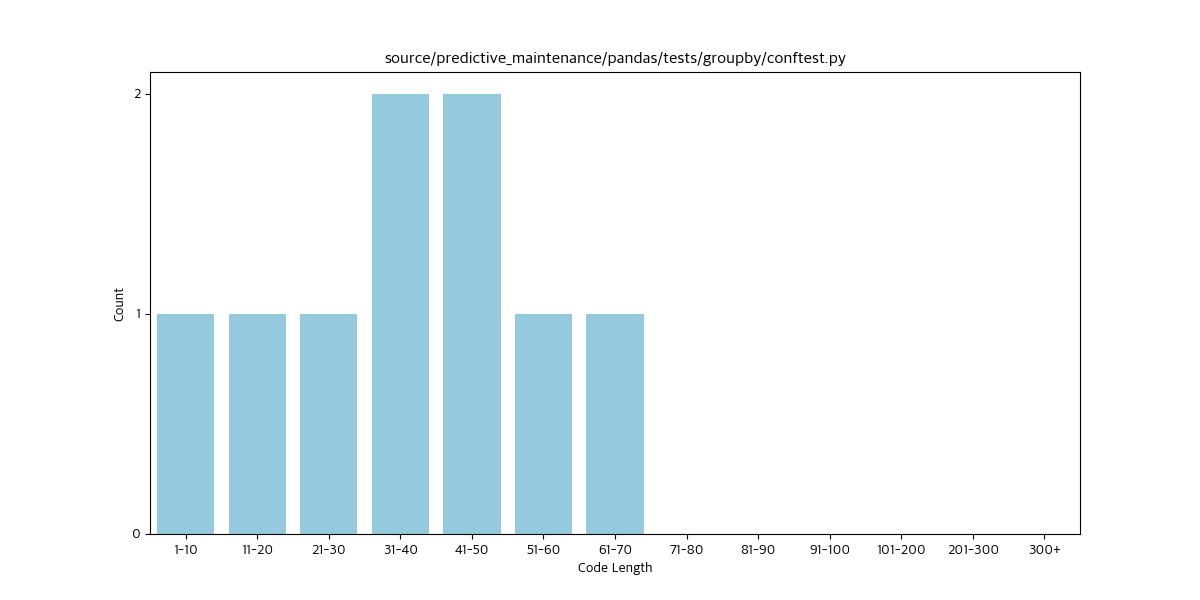 source/predictive_maintenance/pandas/tests/groupby/conftest.py
2
1
0
Count
1-10 11-20 21-30 31-40 41-50 51-60 61-70 71-80 81-90 91-100 101-200 201-300 300+
Code Length